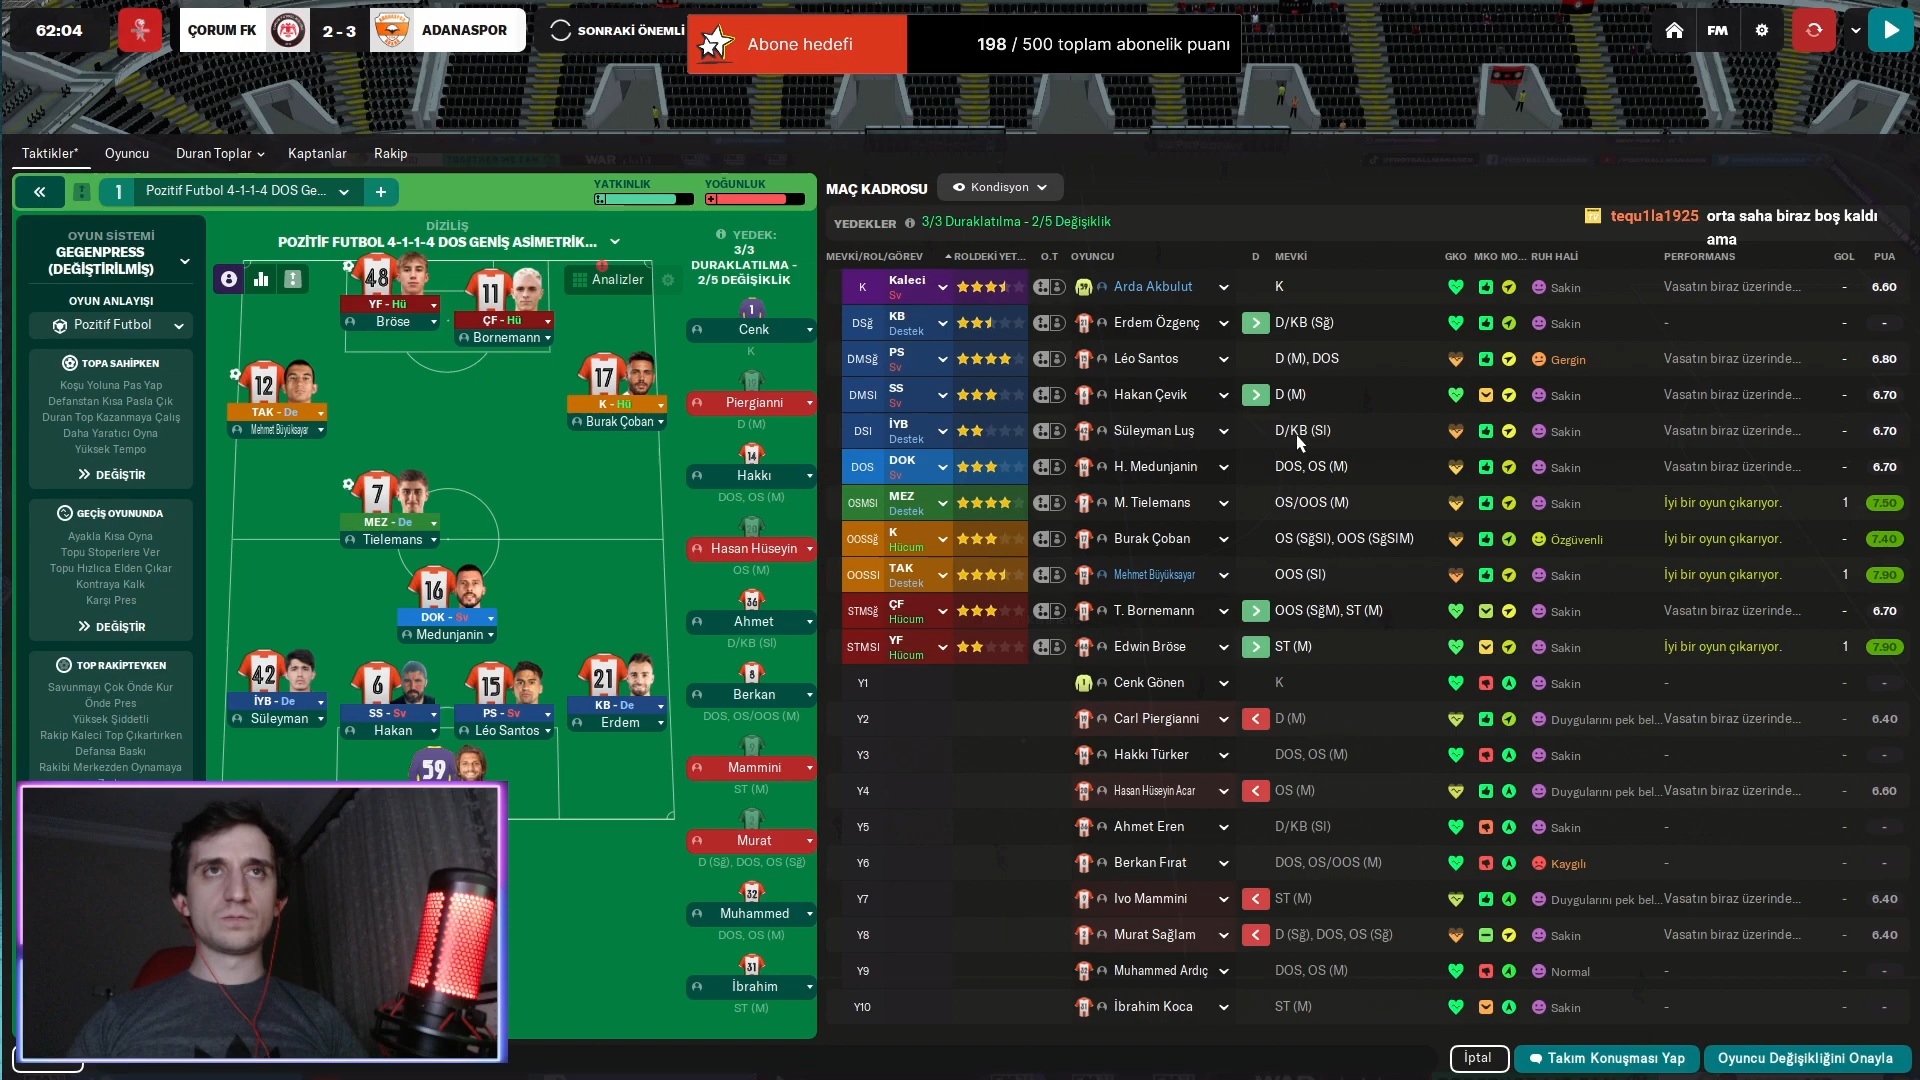 62:04
ÇORUM FK
2 - 3
ADANASPOR
SONRAKİ ÖNEMLİ
Abone hedefi
198 / 500 toplam abonelik puanı
FM
Taktikler*
Oyuncu
Duran Toplar
Kaptanlar
Rakip
1
Pozitif Futbol 4-1-1-4 DOS Ge...
YATKINLIK
YOĞUNLUK
MAÇ KADROSU
Kondisyon
YEDEKLER
3/3 Duraklatılma - 2/5 Değişiklik
tequ1la1925 orta saha biraz boş kaldı
ama
OYUN SİSTEMİ
GEGENPRESS
(DEĞİŞTİRİLMİŞ)
OYUN ANLAYIŞI
Pozitif Futbol
TOPA SAHİPKEN
Koşu Yoluna Pas Yap
Defanstan Kısa Pasla Çık
Duran Top Kazanmaya Çalış
Daha Yaratıcı Oyna
Yüksek Tempo
DEĞİŞTİR
GEÇİŞ OYUNUNDA
Ayakla Kısa Oyna
Topu Stoperlere Ver
Topu Hızlıca Elden Çıkar
Kontraya Kalk
Karşı Pres
DEĞİŞTİR
TOP RAKİPTEYKEN
Savunmayı Çok Önde Kur
Önde Pres
Yüksek Şiddetli
Rakip Kaleci Top Çıkartırken
Defansa Baskı
Rakibi Merkezden Oynamaya
DİZİLİŞ
POZİTİF FUTBOL 4-1-1-4 DOS GENİŞ ASİMETRİK...
Analizler
48
YF - Hü
Bröse
11
ÇF - Hü
Bornemann
12
TAK - De
Mehmet Büyüksayar
17
K - Hü
Burak Çoban
7
MEZ - De
Tielemans
16
DOK - Sv
Medunjanin
42
İYB - De
Süleyman
6
SS - Sv
Hakan
15
PS - Sv
Léo Santos
21
KB - De
Erdem
59
YEDEK:
3/3
DURAKLATILMA -
2/5 DEĞİŞİKLİK
1
Cenk
K
Piergianni
D (M)
14
Hakkı
DOS, OS (M)
Hasan Hüseyin
OS (M)
36
Ahmet
D/KB (Sl)
8
Berkan
DOS, OS/OOS (M)
9
Mammini
ST (M)
2
Murat
D (Sğ), DOS, OS (Sğ)
32
Muhammed
DOS, OS (M)
31
İbrahim
ST (M)
MEVKİ/ROL/GÖREV ROLDEKİ YET... O.T OYUNCU D MEVKİ GKO MKO MO... RUH HALİ PERFORMANS GOL PUA
K Kaleci Sv Arda Akbulut K Sakin Vasatın biraz üzerinde... - 6.60
DSğ KB Destek Erdem Özgenç D/KB (Sğ) Sakin - - -
DMSğ PS Sv Léo Santos D (M), DOS Gergin Vasatın biraz üzerinde... - 6.80
DMSl SS Sv Hakan Çevik D (M) Sakin Vasatın biraz üzerinde... - 6.70
DSl İYB Destek Süleyman Luş D/KB (Sl) Sakin Vasatın biraz üzerinde... - 6.70
DOS DOK Sv H. Medunjanin DOS, OS (M) Sakin Vasatın biraz üzerinde... - 6.70
OSMSl MEZ Destek M. Tielemans OS/OOS (M) Sakin İyi bir oyun çıkarıyor. 1 7.50
OOSSğ K Hücum Burak Çoban OS (SğSl), OOS (SğSlM) Özgüvenli İyi bir oyun çıkarıyor. - 7.40
OOSSl TAK Destek Mehmet Büyüksayar OOS (Sl) Sakin İyi bir oyun çıkarıyor. 1 7.90
STMSğ ÇF Hücum T. Bornemann OOS (SğM), ST (M) Sakin Vasatın biraz üzerinde... - 6.70
STMSl YF Hücum Edwin Bröse ST (M) Sakin İyi bir oyun çıkarıyor. 1 7.90
Y1 Cenk Gönen K Sakin - - -
Y2 Carl Piergianni D (M) Duygularını pek bel... Vasatın biraz üzerinde... - 6.40
Y3 Hakkı Türker DOS, OS (M) Sakin - - -
Y4 Hasan Hüseyin Acar OS (M) Duygularını pek bel... Vasatın biraz üzerinde... - 6.60
Y5 Ahmet Eren D/KB (Sl) Sakin - - -
Y6 Berkan Fırat DOS, OS/OOS (M) Kaygılı - - -
Y7 Ivo Mammini ST (M) Duygularını pek bel... Vasatın biraz üzerinde... - 6.40
Y8 Murat Sağlam D (Sğ), DOS, OS (Sğ) Sakin Vasatın biraz üzerinde... - 6.40
Y9 Muhammed Ardıç DOS, OS (M) Normal - - -
Y10 İbrahim Koca ST (M) Sakin - - -
İptal
Takım Konuşması Yap
Oyuncu Değişikliğini Onayla